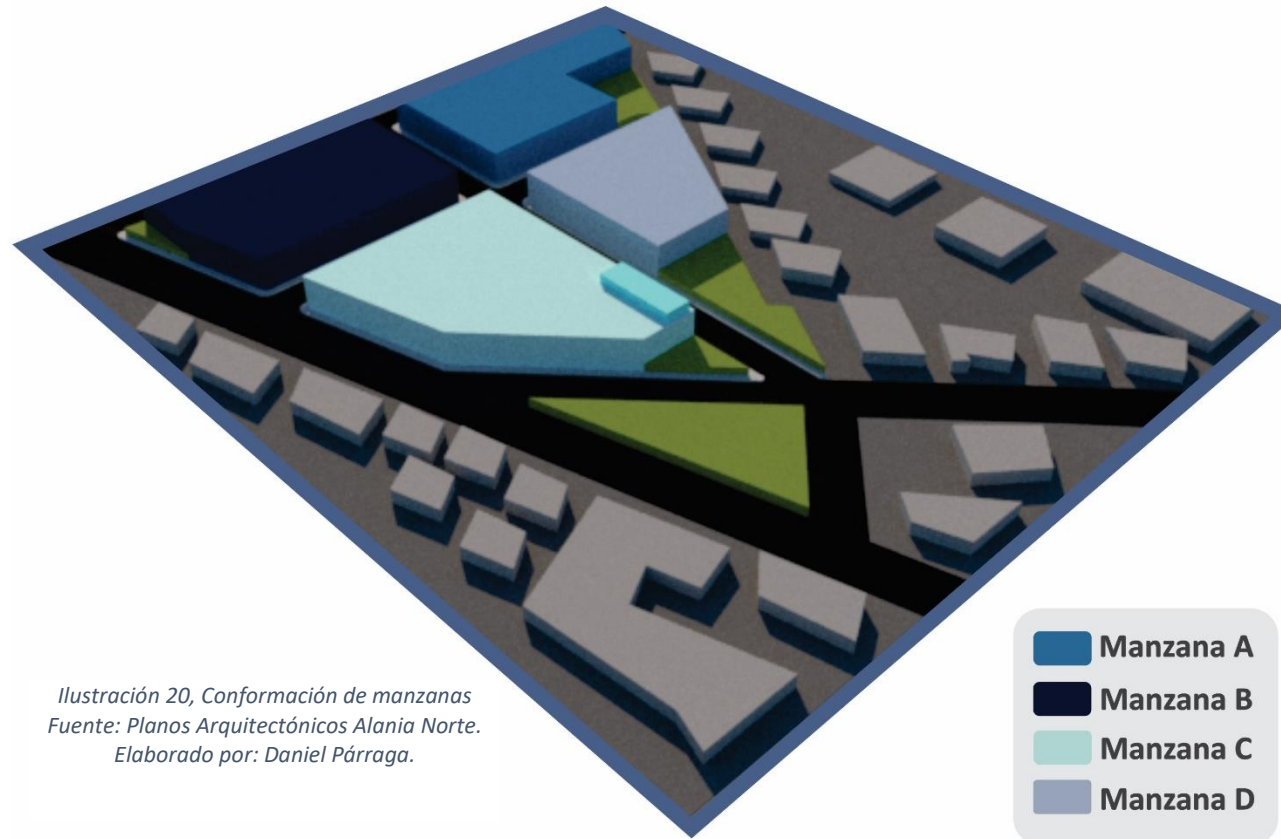 Ilustración 20, Conformación de manzanas
Fuente: Planos Arquitectónicos Alania Norte.
Elaborado por: Daniel Párraga.
Manzana A
Manzana B
Manzana C
Manzana D